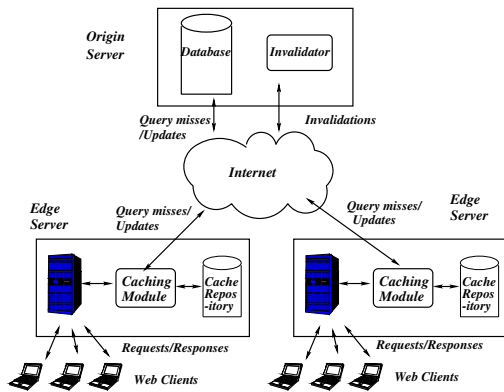 Origin
Server
Database
Invalidator
Query misses
/Updates
Invalidations
Internet
Edge
Server
Query misses/
Updates
Query misses/
Updates
Edge
Server
Caching
Module
Cache
Repos
-itory
Caching
Module
Cache
Repos
-itory
Requests/Responses
Web Clients
Requests/Responses
Web Clients